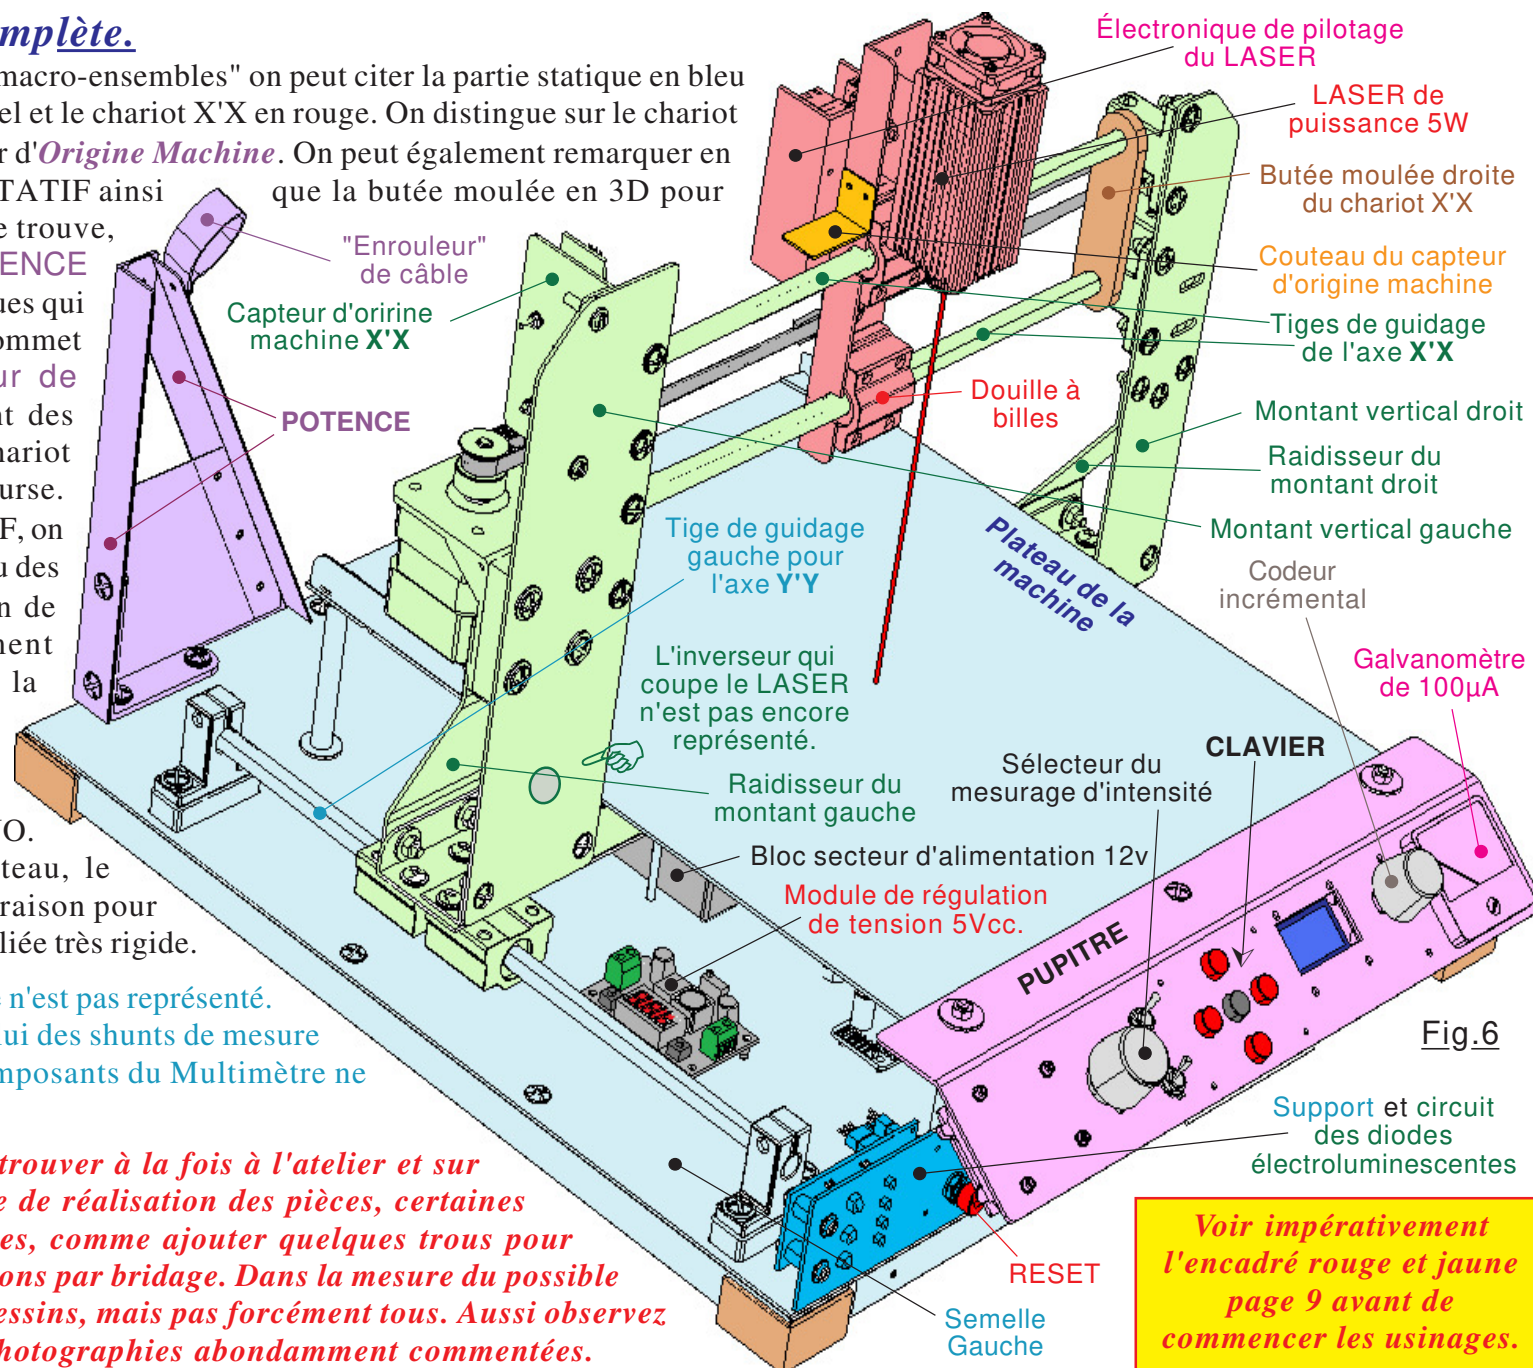 mplète.
macro-ensembles" on peut citer la partie statique en bleu
el et le chariot X'X en rouge. On distingue sur le chariot
r d'Origine Machine. On peut également remarquer en
TATIF ainsi que la butée moulée en 3D pour
e trouve,
ENCE
ues qui
ommet
ur de
nt des
hariot
urse.
F, on
u des
n de
ment
la
NO.
teau, le
raison pour
liée très rigide.
e n'est pas représenté.
lui des shunts de mesure
mposants du Multimètre ne
trouver à la fois à l'atelier et sur
e de réalisation des pièces, certaines
es, comme ajouter quelques trous pour
ons par bridage. Dans la mesure du possible
essins, mais pas forcément tous. Aussi observez
hotographies abondamment commentées.
"Enrouleur"
de câble
Capteur d'oririne
machine X'X
POTENCE
Électronique de pilotage
du LASER
LASER de
puissance 5W
Butée moulée droite
du chariot X'X
Couteau du capteur
d'origine machine
Tiges de guidage
de l'axe X'X
Douille à
billes
Montant vertical droit
Raidisseur du
montant droit
Montant vertical gauche
Tige de guidage
gauche pour
l'axe Y'Y
Plateau de la
machine
Codeur
incrémental
Galvanomètre
de 100µA
L'inverseur qui
coupe le LASER
n'est pas encore
représenté.
Raidisseur du
montant gauche
Sélecteur du
mesurage d'intensité
CLAVIER
Bloc secteur d'alimentation 12v
Module de régulation
de tension 5Vcc.
PUPITRE
Fig.6
Support et circuit
des diodes
électroluminescentes
RESET
Semelle
Gauche
Voir impérativement
l'encadré rouge et jaune
page 9 avant de
commencer les usinages.